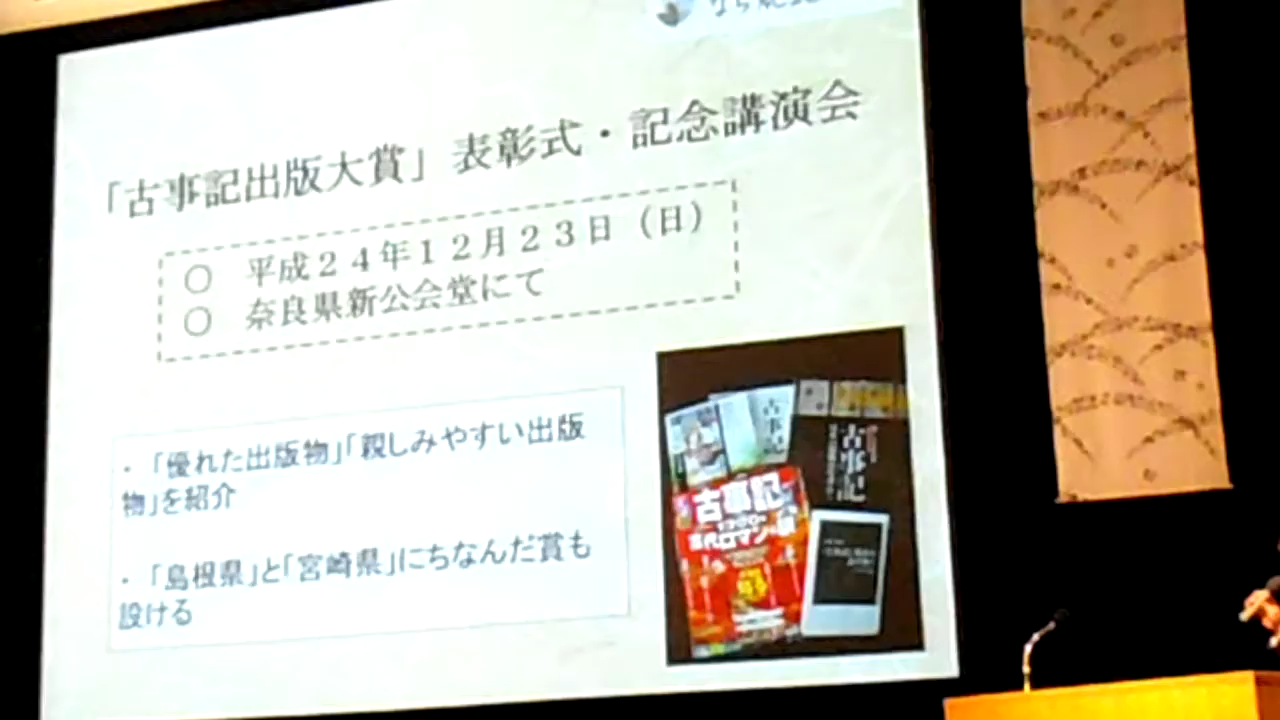 「古事記出版大賞」表彰式・記念講演会
○ 平成24年12月23日（日）
○ 奈良県新公会堂にて
・「優れた出版物」「親しみやすい出版
物」を紹介
・「島根県」と「宮崎県」にちなんだ賞も
設ける
古事記
古事記
古事記